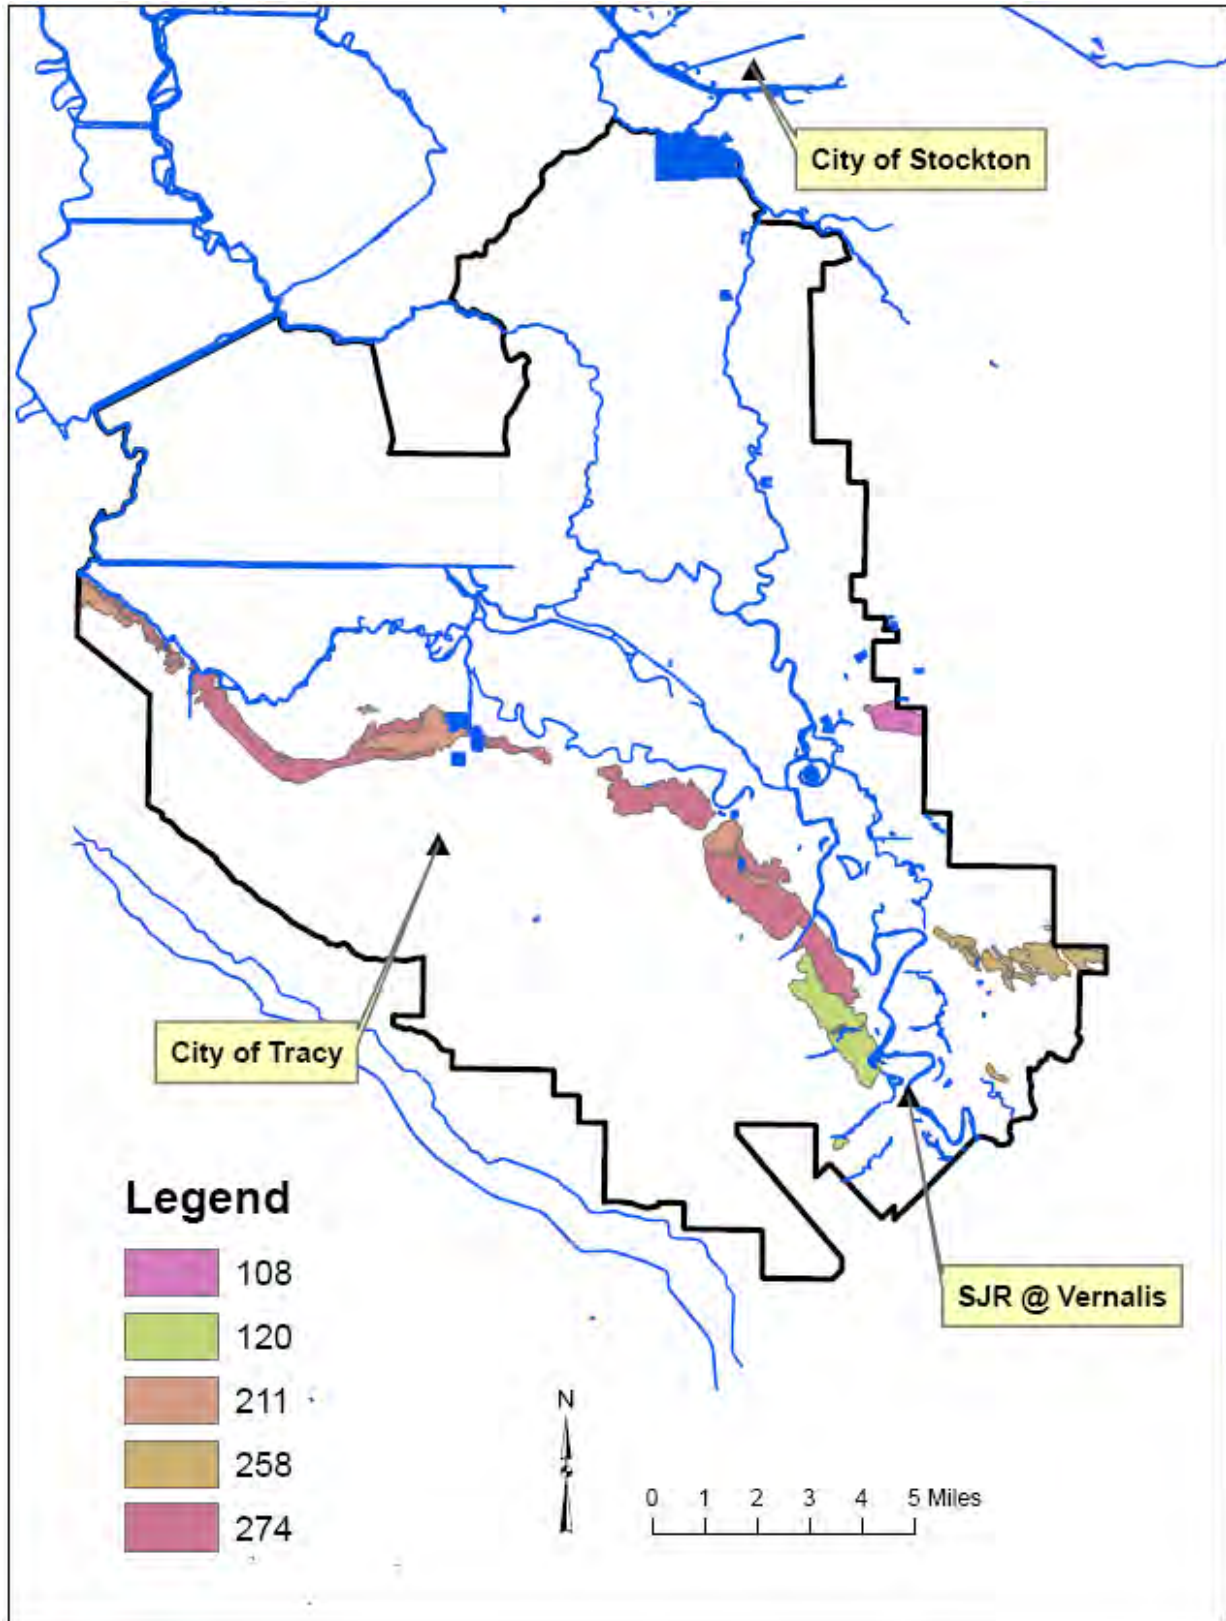 City of Stockton
City of Tracy
Legend
108
120
211
258
274
SJR @ Vernalis
N
0 1 2 3 4 5 Miles